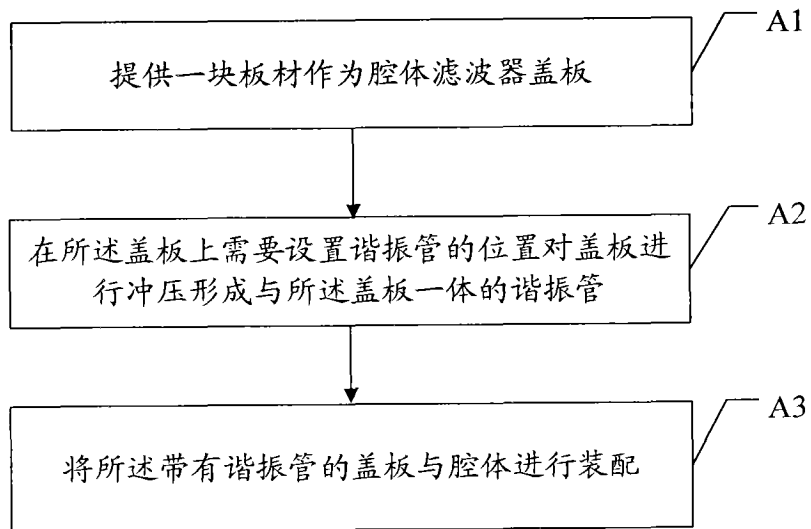 A1
提供一块板材作为腔体滤波器盖板
A2
在所述盖板上需要设置谐振管的位置对盖板进
行冲压形成与所述盖板一体的谐振管
A3
将所述带有谐振管的盖板与腔体进行装配